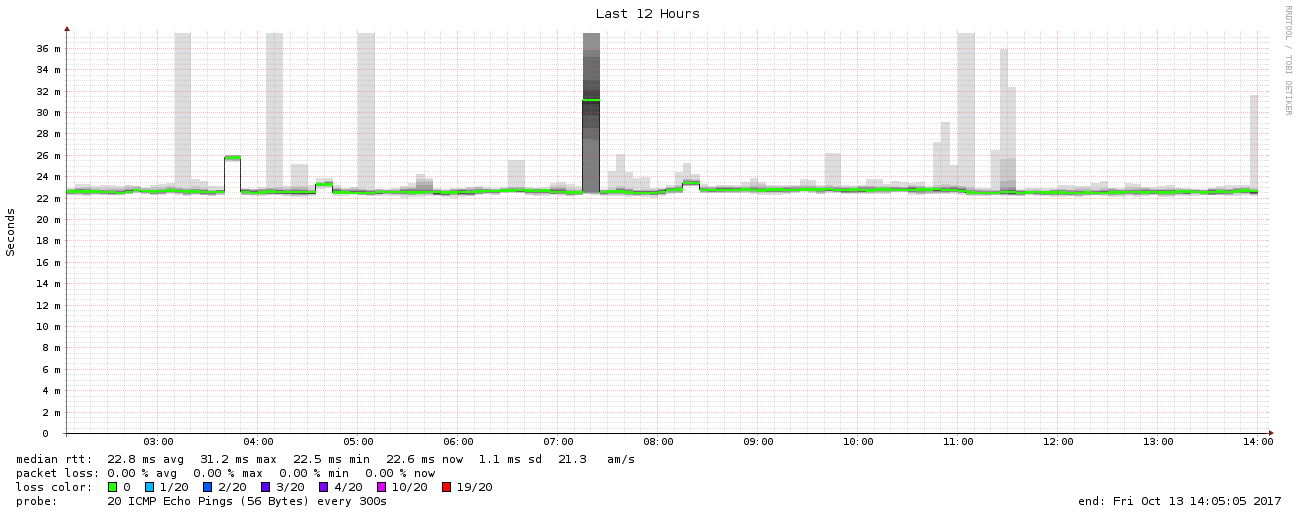 Last 12 Hours
RRDTOOL / TOBI OETIKER
Seconds
36 m
34 m
32 m
30 m
28 m
26 m
24 m
22 m
20 m
18 m
16 m
14 m
12 m
10 m
8 m
6 m
4 m
2 m
0
03:00 04:00 05:00 06:00 07:00 08:00 09:00 10:00 11:00 12:00 13:00 14:00
median rtt: 22.8 ms avg 31.2 ms max 22.5 ms min 22.6 ms now 1.1 ms sd 21.3 am/s
packet loss: 0.00 % avg 0.00 % max 0.00 % min 0.00 % now
loss color: 0 1/20 2/20 3/20 4/20 10/20 19/20
probe: 20 ICMP Echo Pings (56 Bytes) every 300s end: Fri Oct 13 14:05:05 2017